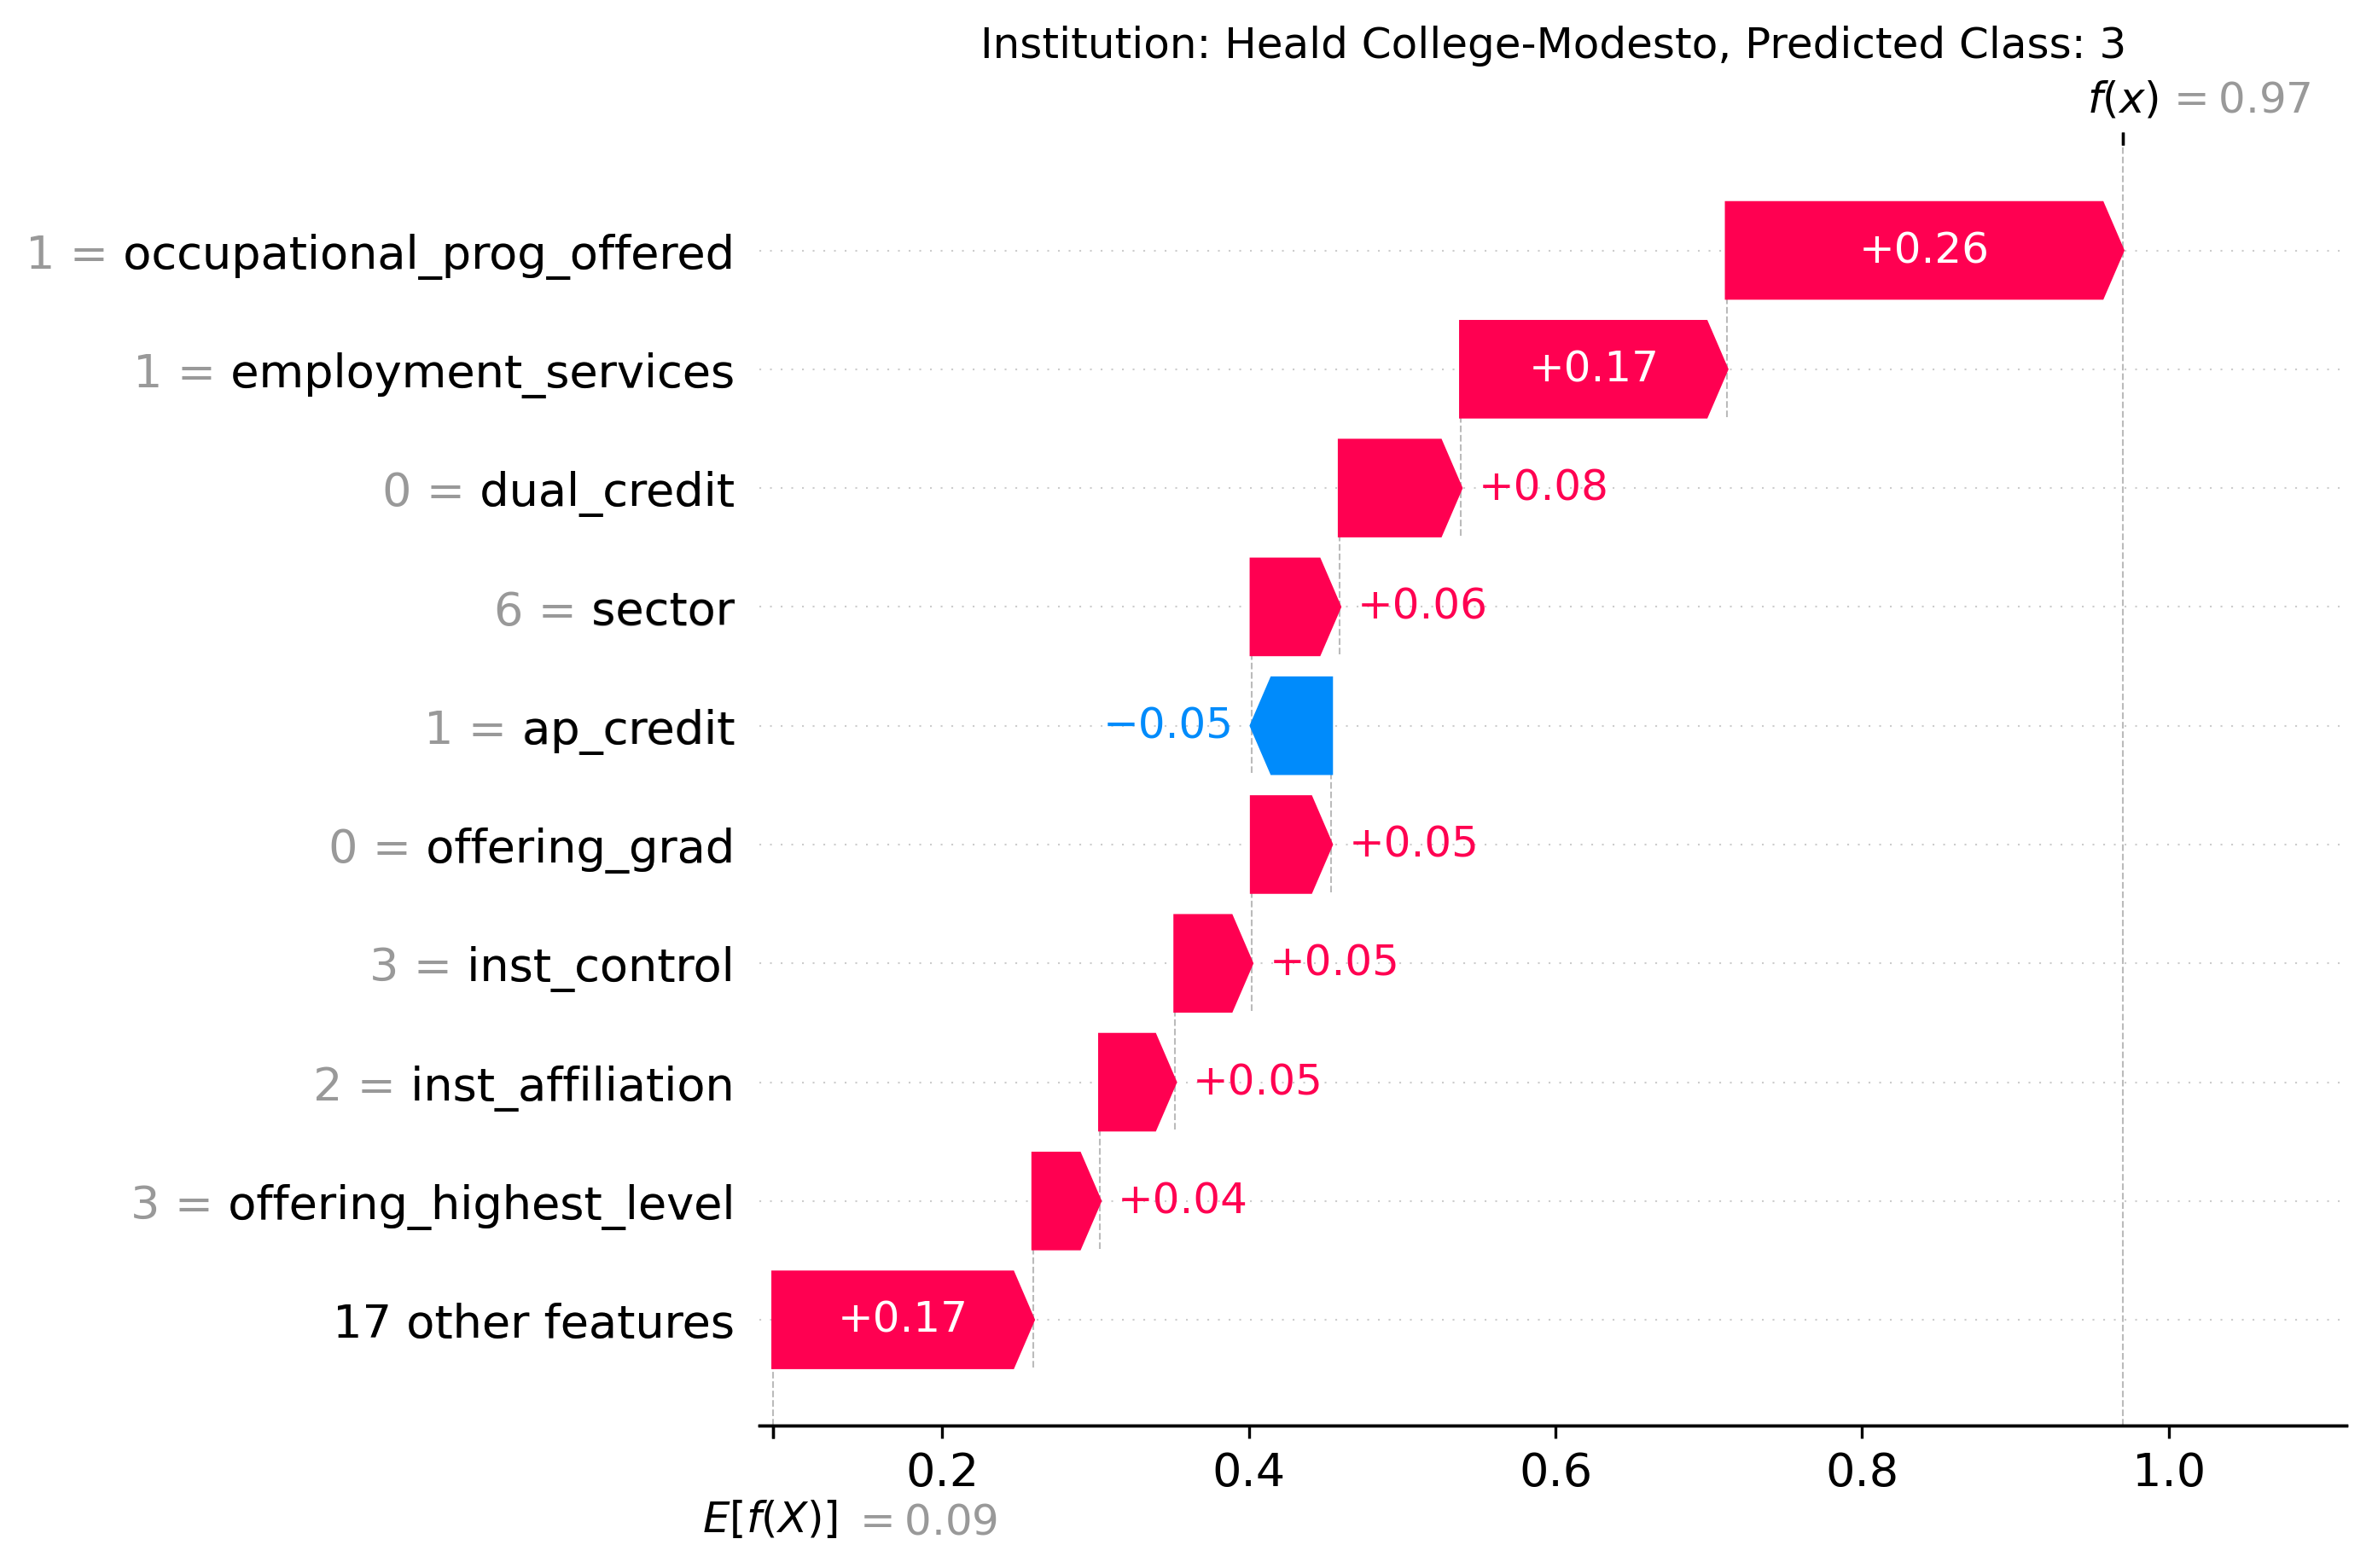 Institution: Heald College-Modesto, Predicted Class: 3
f(x) = 0.97
1 = occupational_prog_offered +0.26
1 = employment_services +0.17
0 = dual_credit +0.08
6 = sector +0.06
1 = ap_credit −0.05
0 = offering_grad +0.05
3 = inst_control +0.05
2 = inst_affiliation +0.05
3 = offering_highest_level +0.04
17 other features +0.17
0.2 0.4 0.6 0.8 1.0
E[f(X)] = 0.09